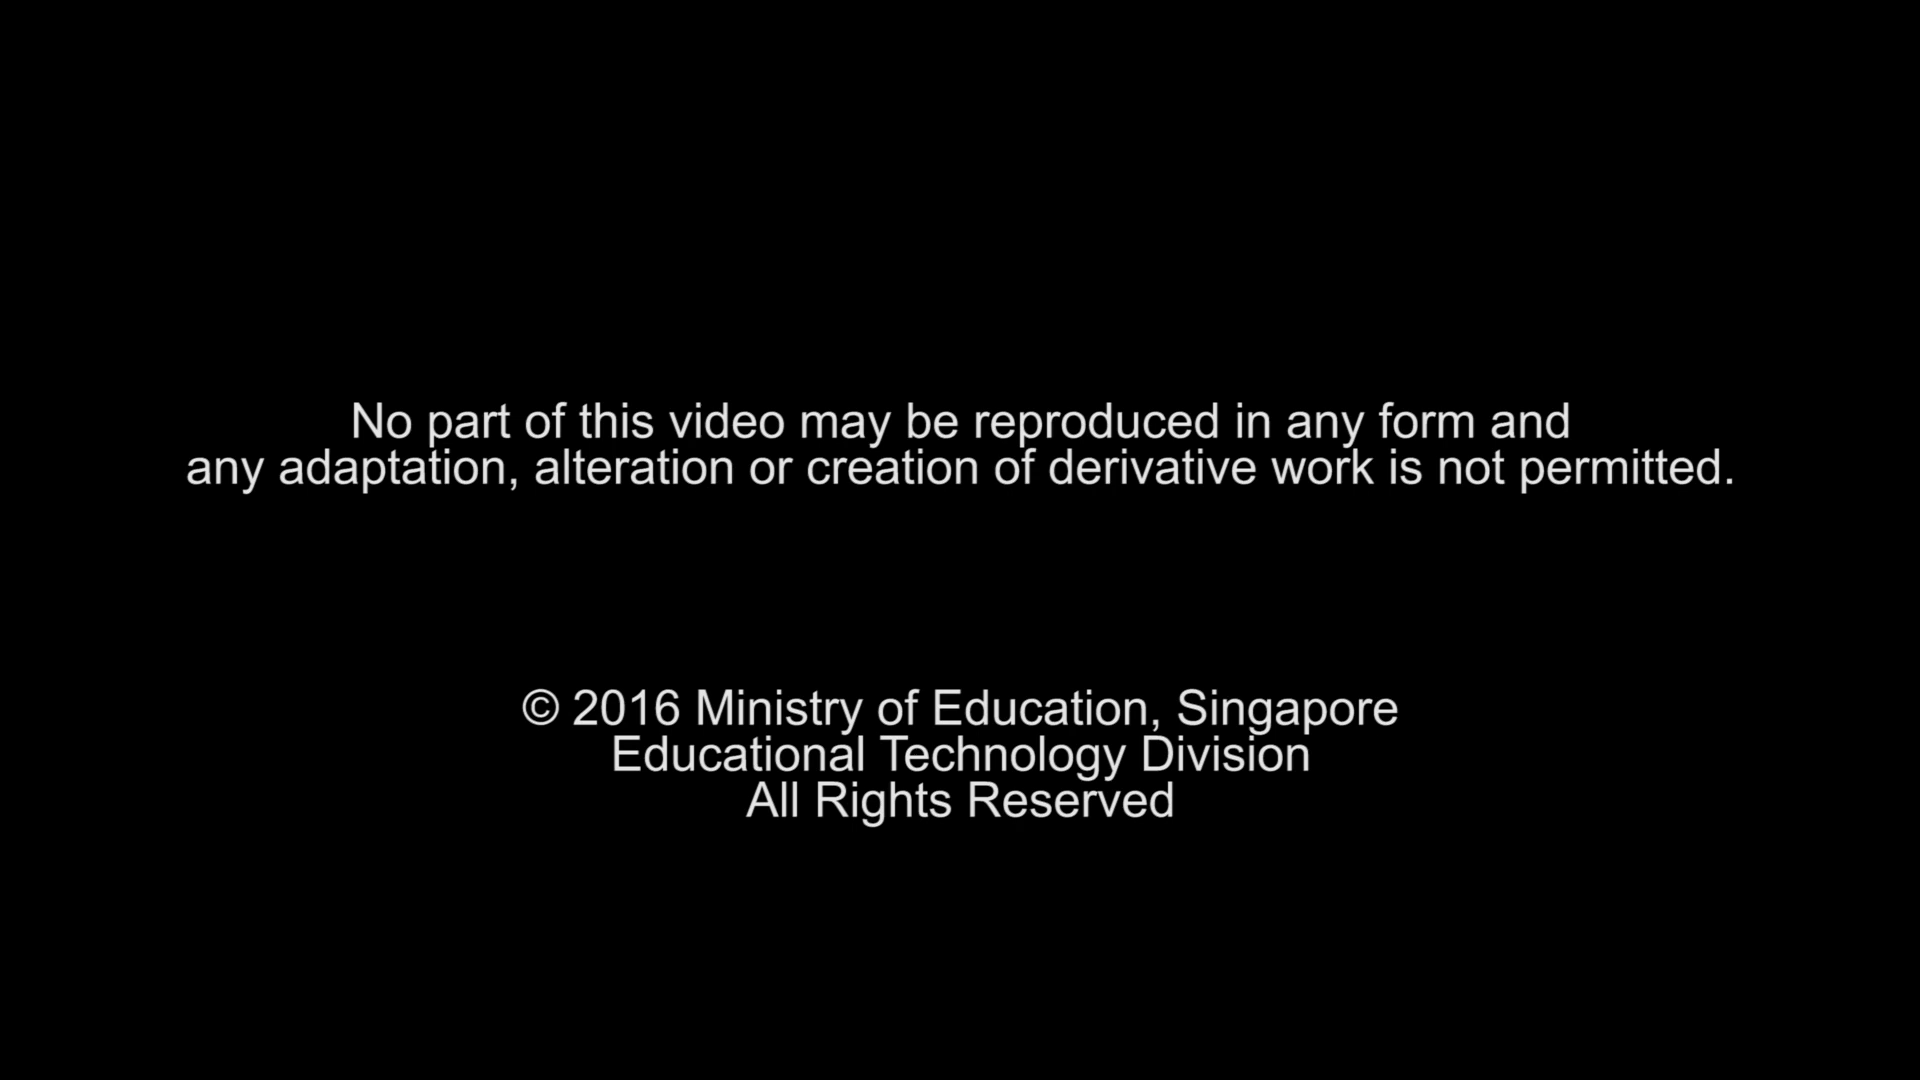 No part of this video may be reproduced in any form and
any adaptation, alteration or creation of derivative work is not permitted.
© 2016 Ministry of Education, Singapore
Educational Technology Division
All Rights Reserved